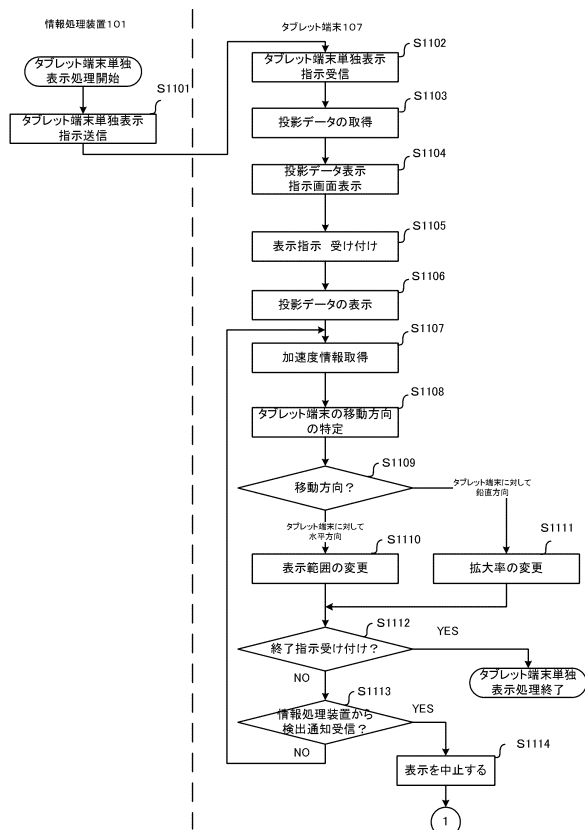 情報処理装置101
タブレット端末107
タブレット端末単独
表示処理開始
S1101
タブレット端末単独表示
指示送信
S1102
タブレット端末単独表示
指示受信
S1103
投影データの取得
S1104
投影データ表示
指示画面表示
S1105
表示指示 受け付け
S1106
投影データの表示
S1107
加速度情報取得
S1108
タブレット端末の移動方向
の特定
S1109
移動方向?
タブレット端末に対して
鉛直方向
タブレット端末に対して
水平方向
S1110
表示範囲の変更
S1111
拡大率の変更
S1112
終了指示受け付け?
YES
NO
タブレット端末単独
表示処理終了
S1113
情報処理装置から
検出通知受信?
YES
NO
S1114
表示を中止する
1